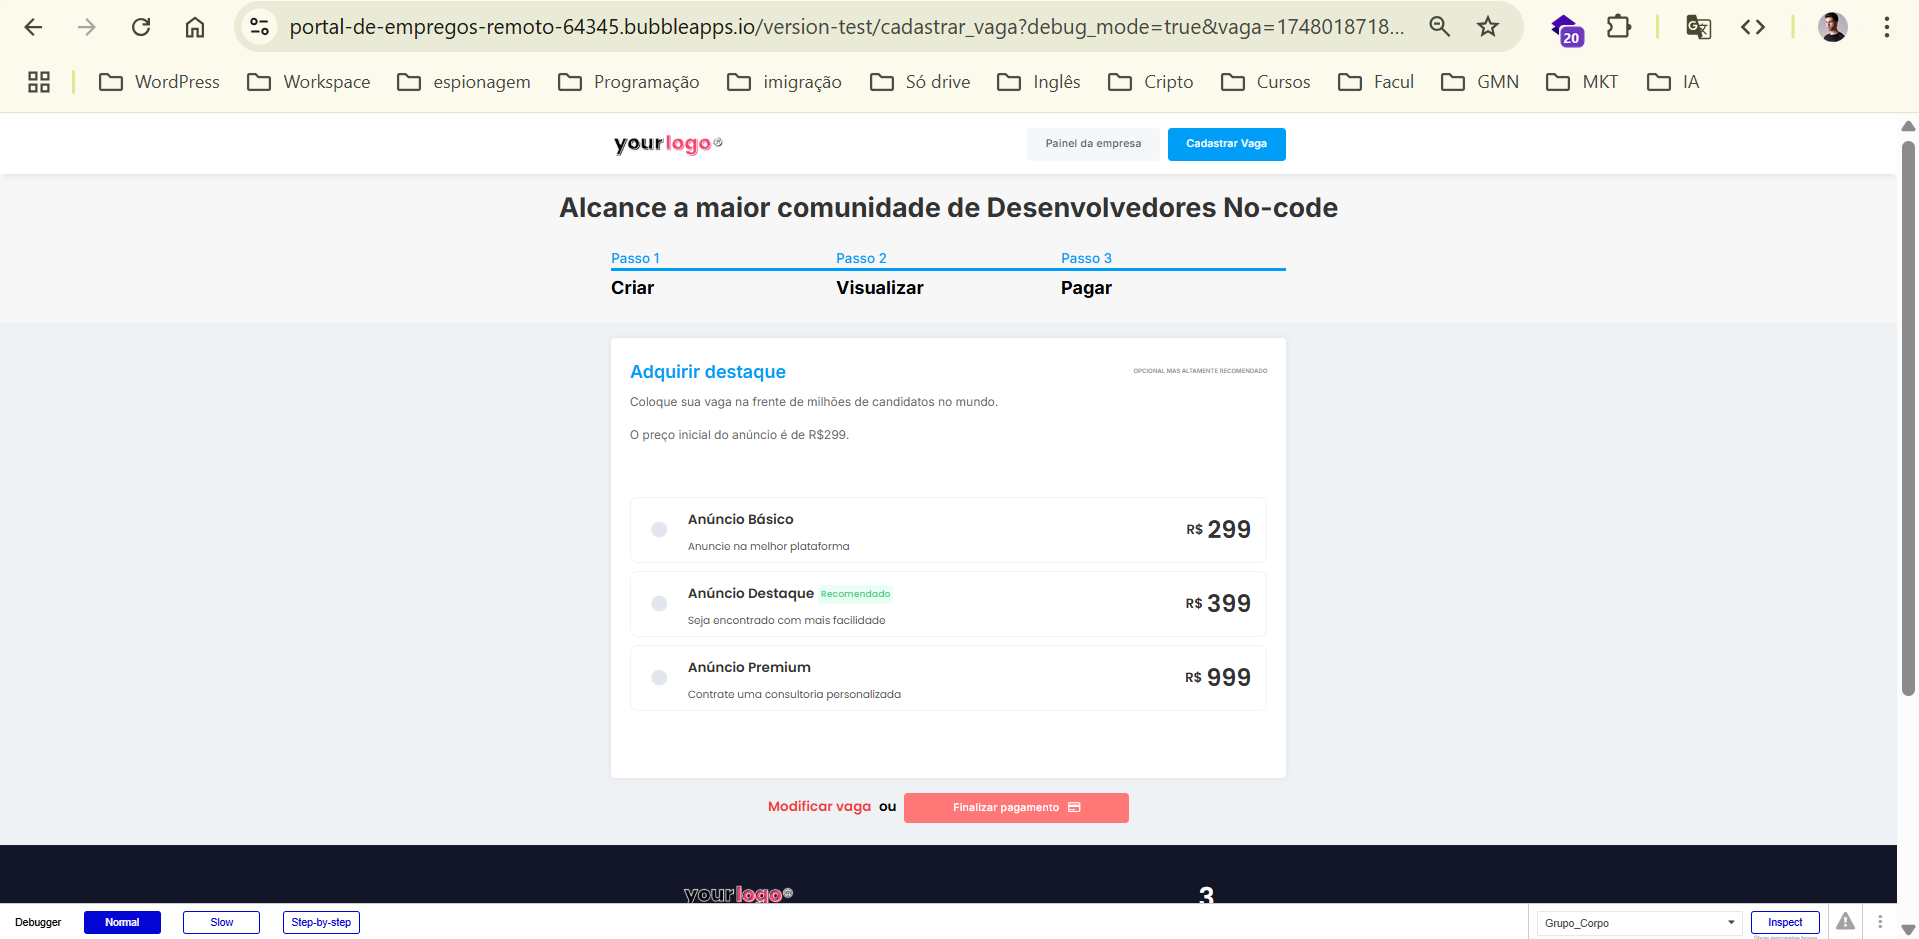 portal-de-empregos-remoto-64345.bubbleapps.io/version-test/cadastrar_vaga?debug_mode=true&vaga=1748018718...
20
WordPress Workspace espionagem Programação imigração Só drive Inglês Cripto Cursos Facul GMN MKT IA
yourlogo Painel da empresa Cadastrar Vaga
Alcance a maior comunidade de Desenvolvedores No-code
Passo 1 Passo 2 Passo 3
Criar Visualizar Pagar
Adquirir destaque OPCIONAL MAS ALTAMENTE RECOMENDADO
Coloque sua vaga na frente de milhões de candidatos no mundo.
O preço inicial do anúncio é de R$299.
Anúncio Básico
R$ 299
Anuncie na melhor plataforma
Anúncio Destaque Recomendado
R$ 399
Seja encontrado com mais facilidade
Anúncio Premium
R$ 999
Contrate uma consultoria personalizada
Modificar vaga ou Finalizar pagamento
yourlogo 3
Debugger Normal Slow Step-by-step Grupo_Corpo Inspect